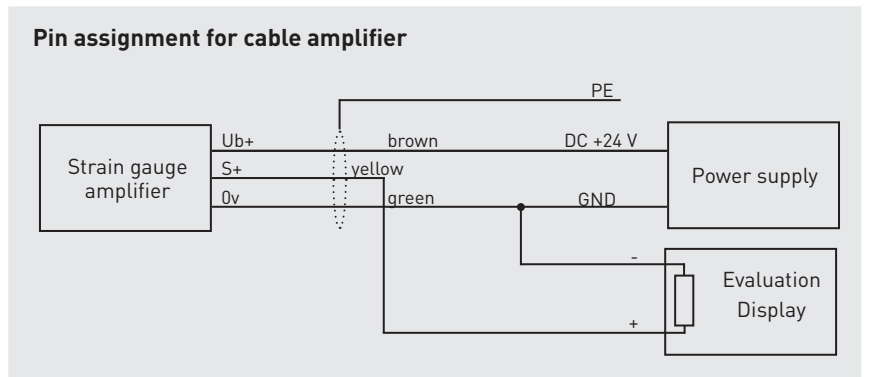 Pin assignment for cable amplifier
PE
Ub+ brown DC +24 V
Strain gauge
amplifier
S+ yellow
Power supply
0v green GND
-
Evaluation
Display
+